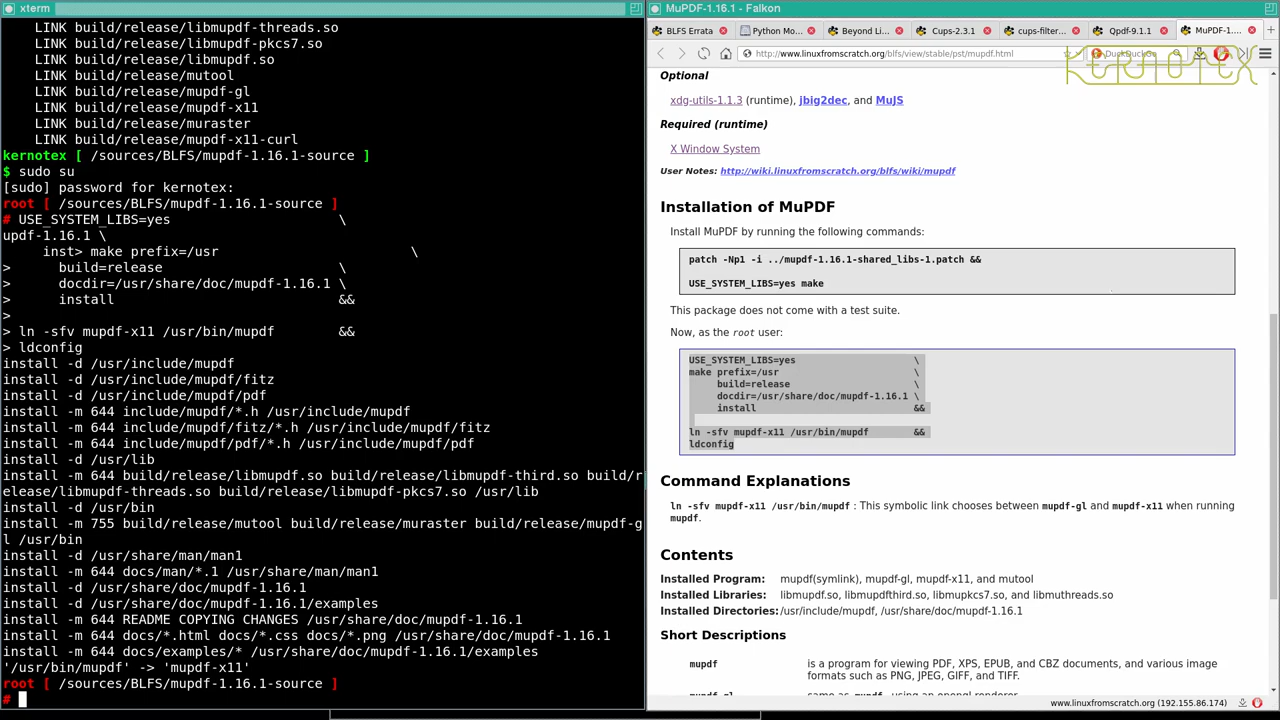 xterm
LINK build/release/libmupdf-threads.so
LINK build/release/libmupdf-pkcs7.so
LINK build/release/libmupdf.so
LINK build/release/mutool
LINK build/release/mupdf-gl
LINK build/release/mupdf-x11
LINK build/release/muraster
LINK build/release/mupdf-x11-curl
kernotex [ /sources/BLFS/mupdf-1.16.1-source ]
$ sudo su
[sudo] password for kernotex:
root [ /sources/BLFS/mupdf-1.16.1-source ]
# USE_SYSTEM_LIBS=yes \
updf-1.16.1 \
inst> make prefix=/usr \
> build=release \
> docdir=/usr/share/doc/mupdf-1.16.1 \
> install &&
>
> ln -sfv mupdf-x11 /usr/bin/mupdf &&
> ldconfig
install -d /usr/include/mupdf
install -d /usr/include/mupdf/fitz
install -d /usr/include/mupdf/pdf
install -m 644 include/mupdf/*.h /usr/include/mupdf
install -m 644 include/mupdf/fitz/*.h /usr/include/mupdf/fitz
install -m 644 include/mupdf/pdf/*.h /usr/include/mupdf/pdf
install -d /usr/lib
install -m 644 build/release/libmupdf.so build/release/libmupdf-third.so build/r
elease/libmupdf-threads.so build/release/libmupdf-pkcs7.so /usr/lib
install -d /usr/bin
install -m 755 build/release/mutool build/release/muraster build/release/mupdf-g
l /usr/bin
install -d /usr/share/man/man1
install -m 644 docs/man/*.1 /usr/share/man/man1
install -d /usr/share/doc/mupdf-1.16.1
install -d /usr/share/doc/mupdf-1.16.1/examples
install -m 644 README COPYING CHANGES /usr/share/doc/mupdf-1.16.1
install -m 644 docs/*.html docs/*.css docs/*.png /usr/share/doc/mupdf-1.16.1
install -m 644 docs/examples/* /usr/share/doc/mupdf-1.16.1/examples
'/usr/bin/mupdf' -> 'mupdf-x11'
root [ /sources/BLFS/mupdf-1.16.1-source ]
#
MuPDF-1.16.1 - Falkon
BLFS Errata
Python Mo...
Beyond Li...
Cups-2.3.1
cups-filter...
Qpdf-9.1.1
MuPDF-1....
http://www.linuxfromscratch.org/blfs/view/stable/pst/mupdf.html
DuckDuckGo
KERNOTEX
Optional
xdg-utils-1.1.3 (runtime), jbig2dec, and MuJS
Required (runtime)
X Window System
User Notes: http://wiki.linuxfromscratch.org/blfs/wiki/mupdf
Installation of MuPDF
Install MuPDF by running the following commands:
patch -Np1 -i ../mupdf-1.16.1-shared_libs-1.patch &&
USE_SYSTEM_LIBS=yes make
This package does not come with a test suite.
Now, as the root user:
USE_SYSTEM_LIBS=yes \
make prefix=/usr \
build=release \
docdir=/usr/share/doc/mupdf-1.16.1 \
install &&
ln -sfv mupdf-x11 /usr/bin/mupdf &&
ldconfig
Command Explanations
ln -sfv mupdf-x11 /usr/bin/mupdf : This symbolic link chooses between mupdf-gl and mupdf-x11 when running
mupdf.
Contents
Installed Program: mupdf(symlink), mupdf-gl, mupdf-x11, and mutool
Installed Libraries: libmupdf.so, libmupdfthird.so, libmupkcs7.so, and libmuthreads.so
Installed Directories: /usr/include/mupdf, /usr/share/doc/mupdf-1.16.1
Short Descriptions
mupdf is a program for viewing PDF, XPS, EPUB, and CBZ documents, and various image
formats such as PNG, JPEG, GIFF, and TIFF.
mupdf-gl same as mupdf, using an opengl renderer
www.linuxfromscratch.org (192.155.86.174)